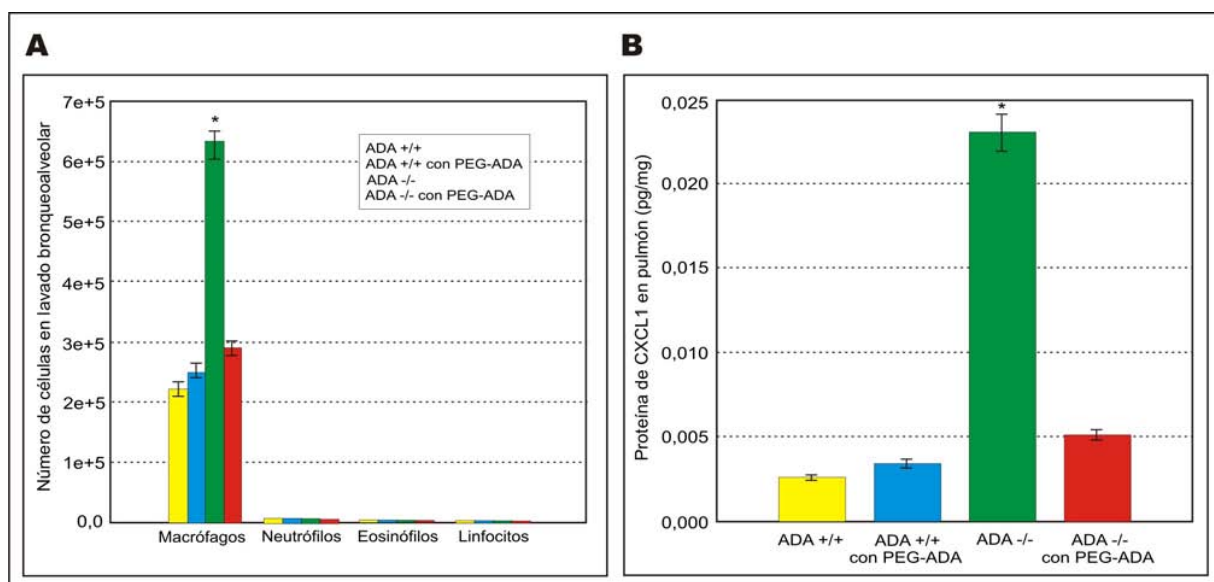 A
Número de células en lavado bronqueoalveolar
7e+5
6e+5
5e+5
4e+5
3e+5
2e+5
1e+5
0,0
*
ADA +/+
ADA +/+ con PEG-ADA
ADA -/-
ADA -/- con PEG-ADA
Macrófagos
Neutrófilos
Eosinófilos
Linfocitos
B
Proteína de CXCL1 en pulmón (pg/mg)
0,025
0,020
0,015
0,010
0,005
0,000
*
ADA +/+
ADA +/+
con PEG-ADA
ADA -/-
ADA -/-
con PEG-ADA